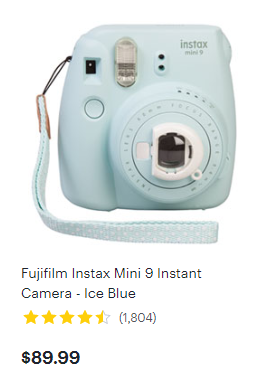 instax
mini 9
Fujifilm Instax Mini 9 Instant
Camera - Ice Blue
(1,804)
$89.99